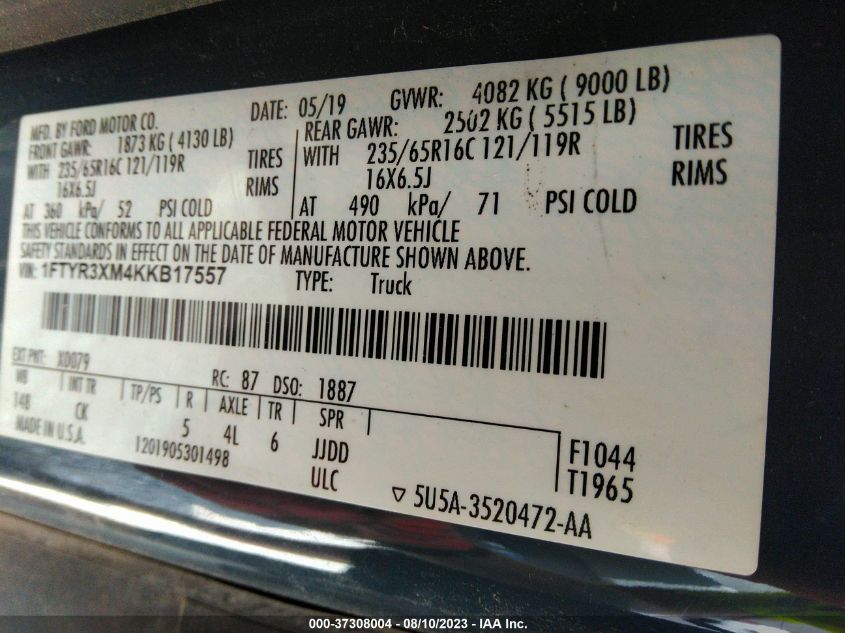 MFD. BY FORD MOTOR CO. DATE: 05/19 GVWR: 4082 KG ( 9000 LB)
FRONT GAWR: 1873 KG ( 4130 LB) REAR GAWR: 2502 KG ( 5515 LB)
WITH 235/65R16C 121/119R TIRES WITH 235/65R16C 121/119R TIRES
16X6.5J RIMS 16X6.5J RIMS
AT 360 kPa/ 52 PSI COLD AT 490 kPa/ 71 PSI COLD
THIS VEHICLE CONFORMS TO ALL APPLICABLE FEDERAL MOTOR VEHICLE
SAFETY STANDARDS IN EFFECT ON THE DATE OF MANUFACTURE SHOWN ABOVE.
VIN: 1FTYR3XM4KKB17557 TYPE: Truck
EXT PNT: X0079 RC: 87 DSO: 1887
WB INT TR TP/PS R AXLE TR SPR
148 CK 5 4L 6 JJDD F1044
MADE IN U.S.A. 1201905301498 ULC T1965
▽ 5U5A-3520472-AA
000-37308004 - 08/10/2023 - IAA Inc.